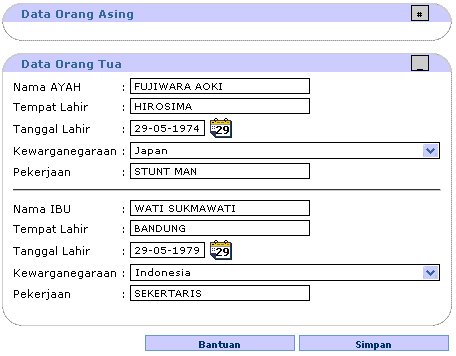 Data Orang Asing #
Data Orang Tua _
Nama AYAH : FUJIWARA AOKI
Tempat Lahir : HIROSIMA
Tanggal Lahir : 29-05-1974 29
Kewarganegaraan : Japan
Pekerjaan : STUNT MAN
Nama IBU : WATI SUKMAWATI
Tempat Lahir : BANDUNG
Tanggal Lahir : 29-05-1979 29
Kewarganegaraan : Indonesia
Pekerjaan : SEKERTARIS
Bantuan Simpan